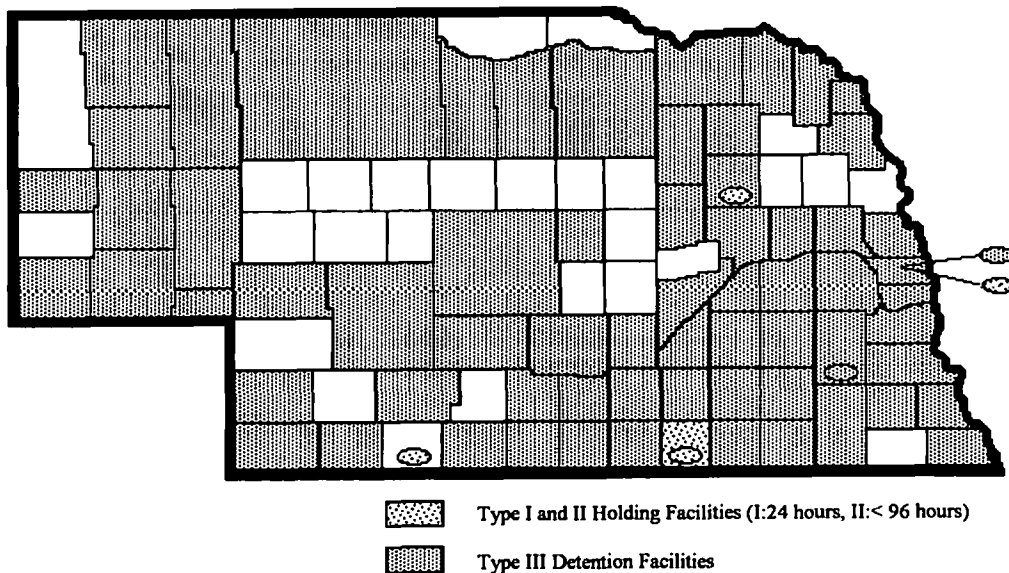 Type I and II Holding Facilities (I:24 hours, II:< 96 hours)
Type III Detention Facilities